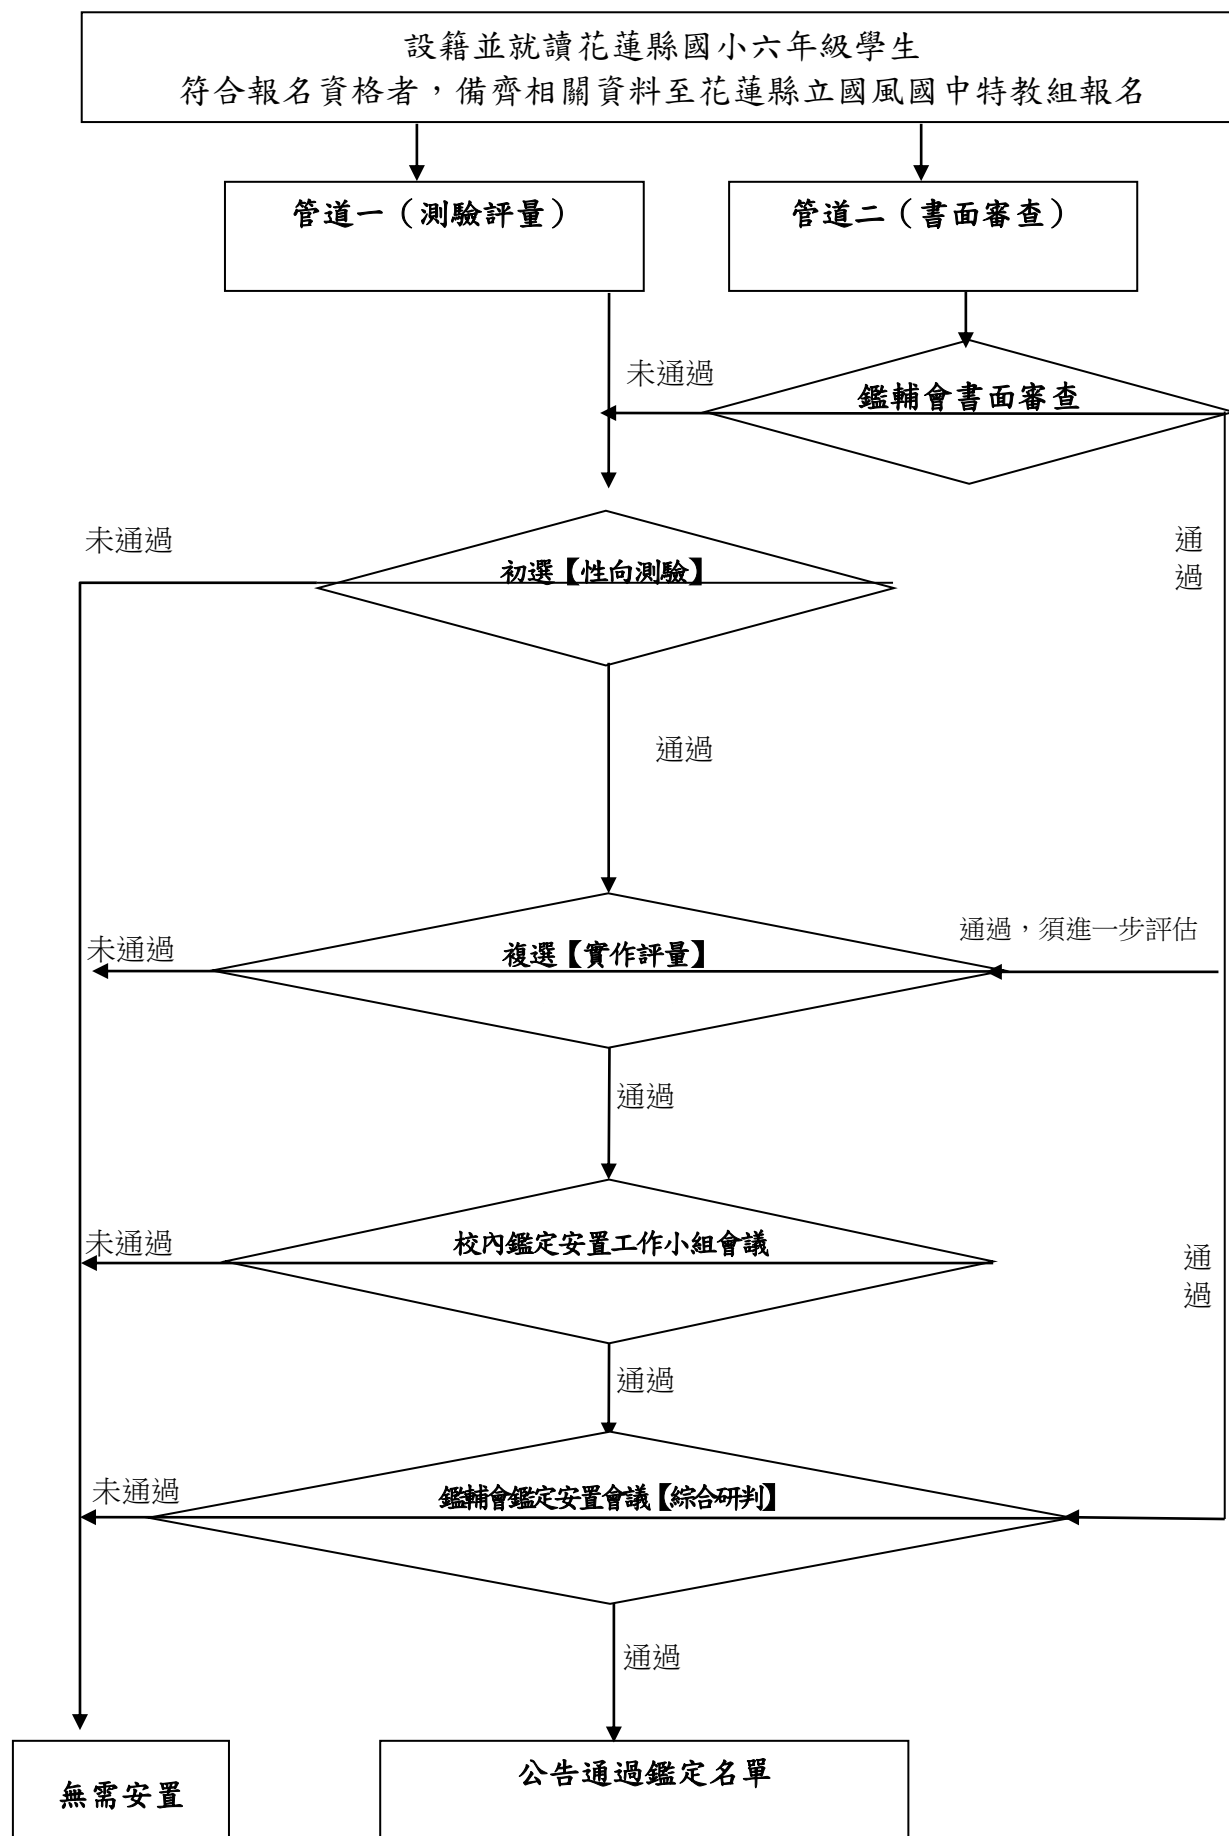 設籍並就讀花蓮縣國小六年級學生
符合報名資格者，備齊相關資料至花蓮縣立國風國中特教組報名
管道一（測驗評量）
管道二（書面審查）
未通過
鑑輔會書面審查
未通過
通過
初選【性向測驗】
通過
未通過
複選【實作評量】
通過，須進一步評估
通過
未通過
校內鑑定安置工作小組會議
通過
通過
未通過
鑑輔會鑑定安置會議【綜合研判】
通過
無需安置
公告通過鑑定名單